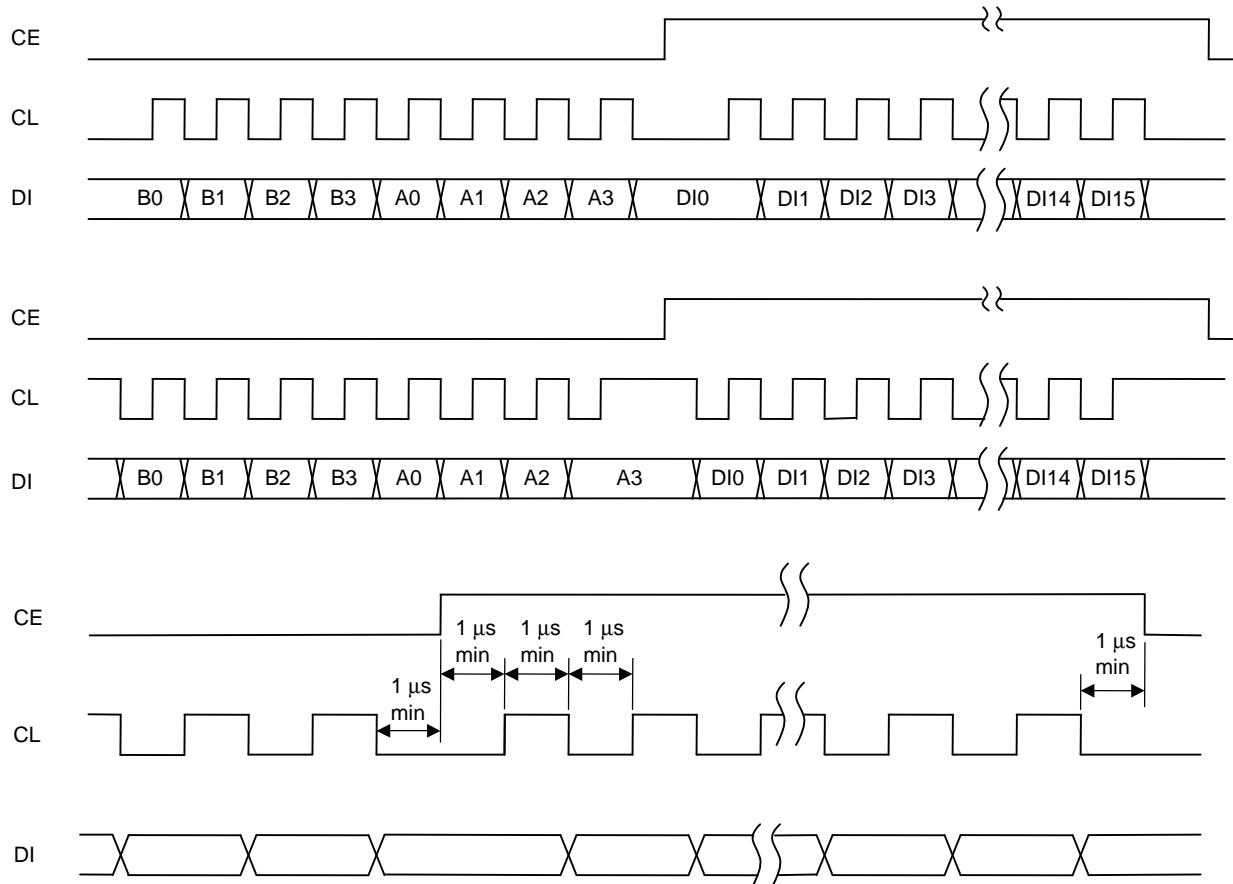 CE
CL
DI B0 B1 B2 B3 A0 A1 A2 A3 DI0 DI1 DI2 DI3 DI14 DI15
CE
CL
DI B0 B1 B2 B3 A0 A1 A2 A3 DI0 DI1 DI2 DI3 DI14 DI15
CE
1 μs min
1 μs min
1 μs min
1 μs min
1 μs min
CL
DI